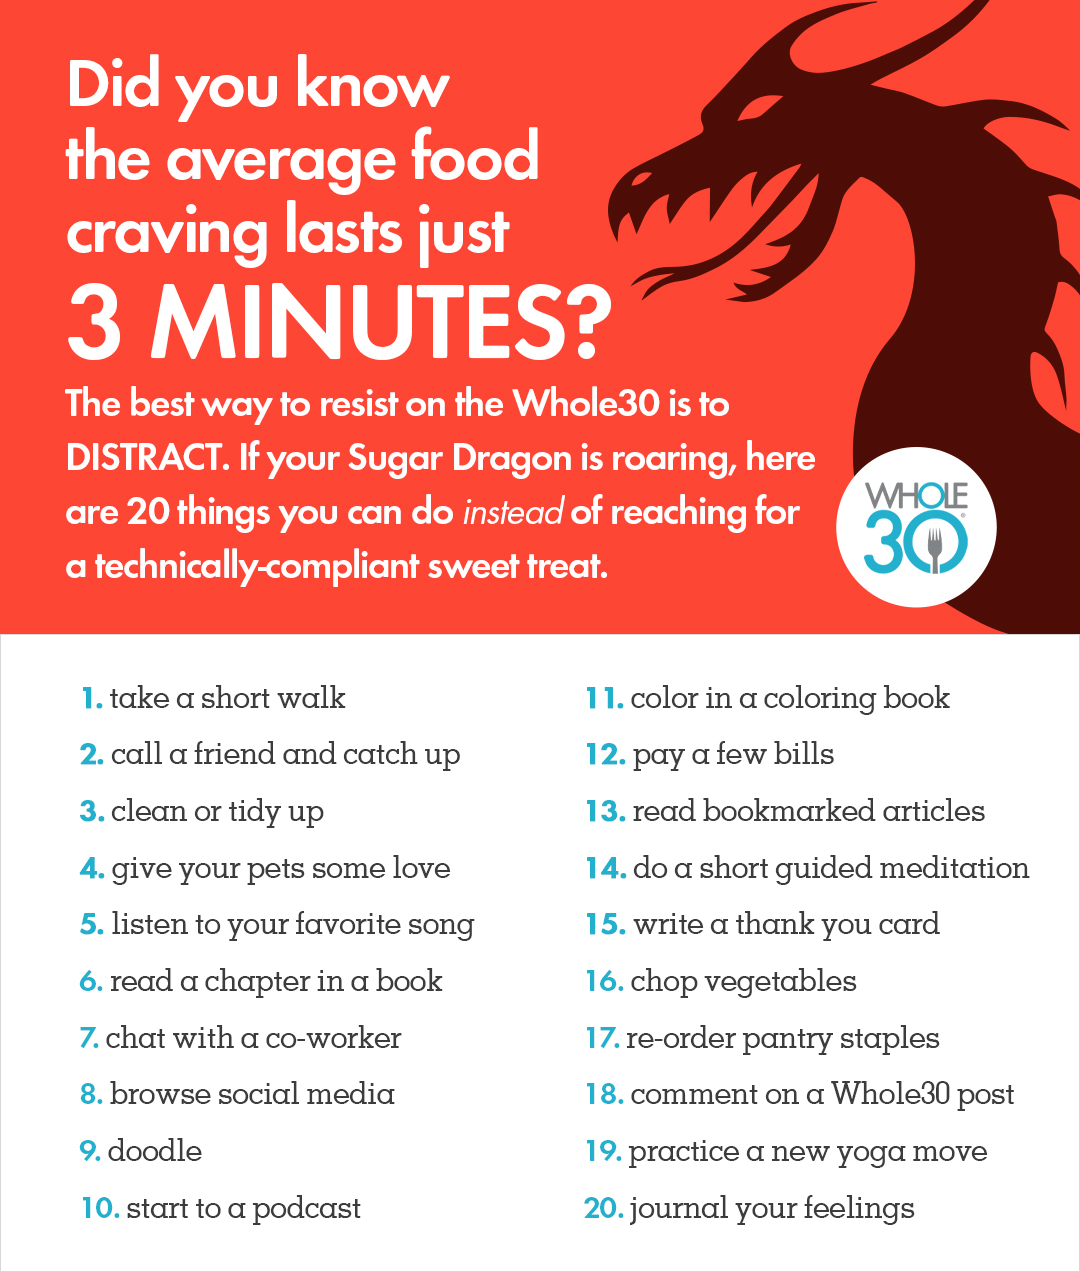 Did you know
the average food
craving lasts just
3 MINUTES?
The best way to resist on the Whole30 is to
DISTRACT. If your Sugar Dragon is roaring, here
are 20 things you can do instead of reaching for
a technically-compliant sweet treat.
WHOLE
30®
1. take a short walk
2. call a friend and catch up
3. clean or tidy up
4. give your pets some love
5. listen to your favorite song
6. read a chapter in a book
7. chat with a co-worker
8. browse social media
9. doodle
10. start to a podcast
11. color in a coloring book
12. pay a few bills
13. read bookmarked articles
14. do a short guided meditation
15. write a thank you card
16. chop vegetables
17. re-order pantry staples
18. comment on a Whole30 post
19. practice a new yoga move
20. journal your feelings